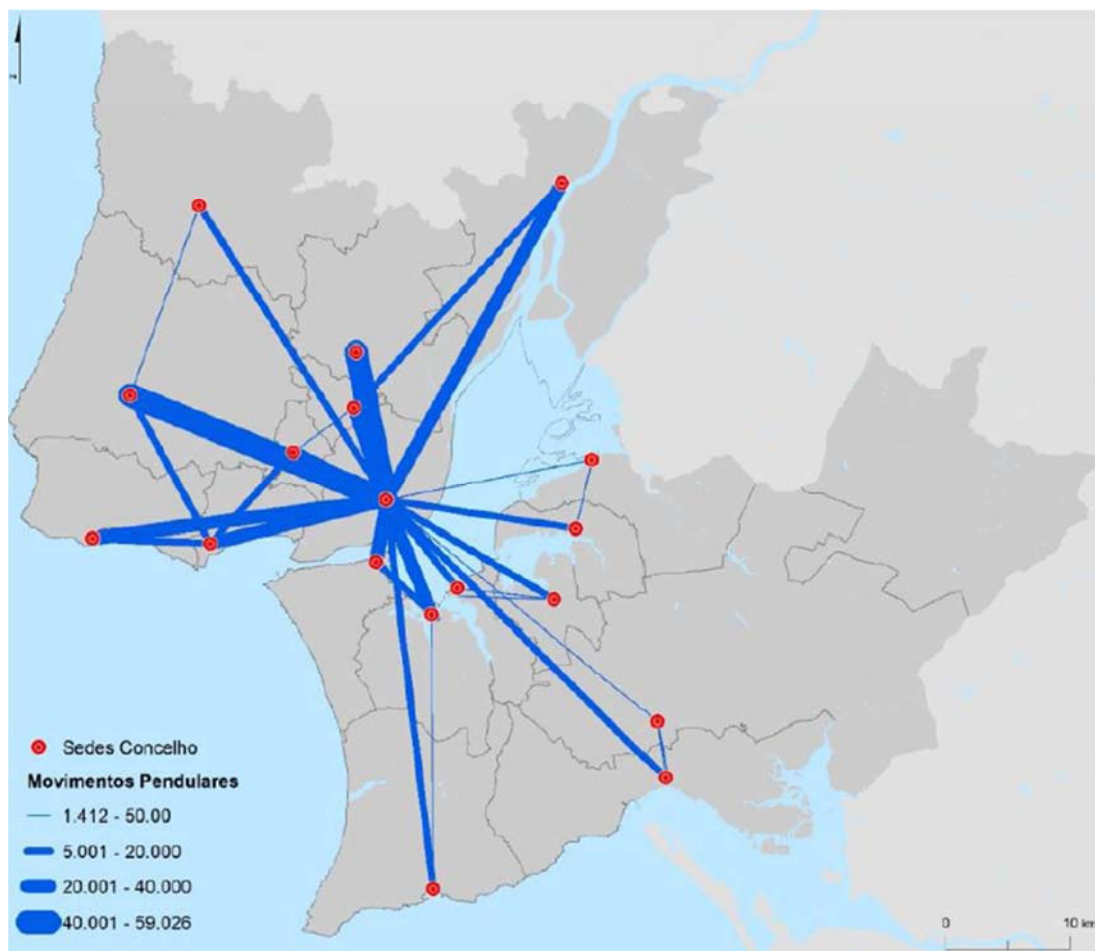 Sedes Concelho
Movimentos Pendulares
1.412 - 50.00
5.001 - 20.000
20.001 - 40.000
40.001 - 59.026
0 10 km